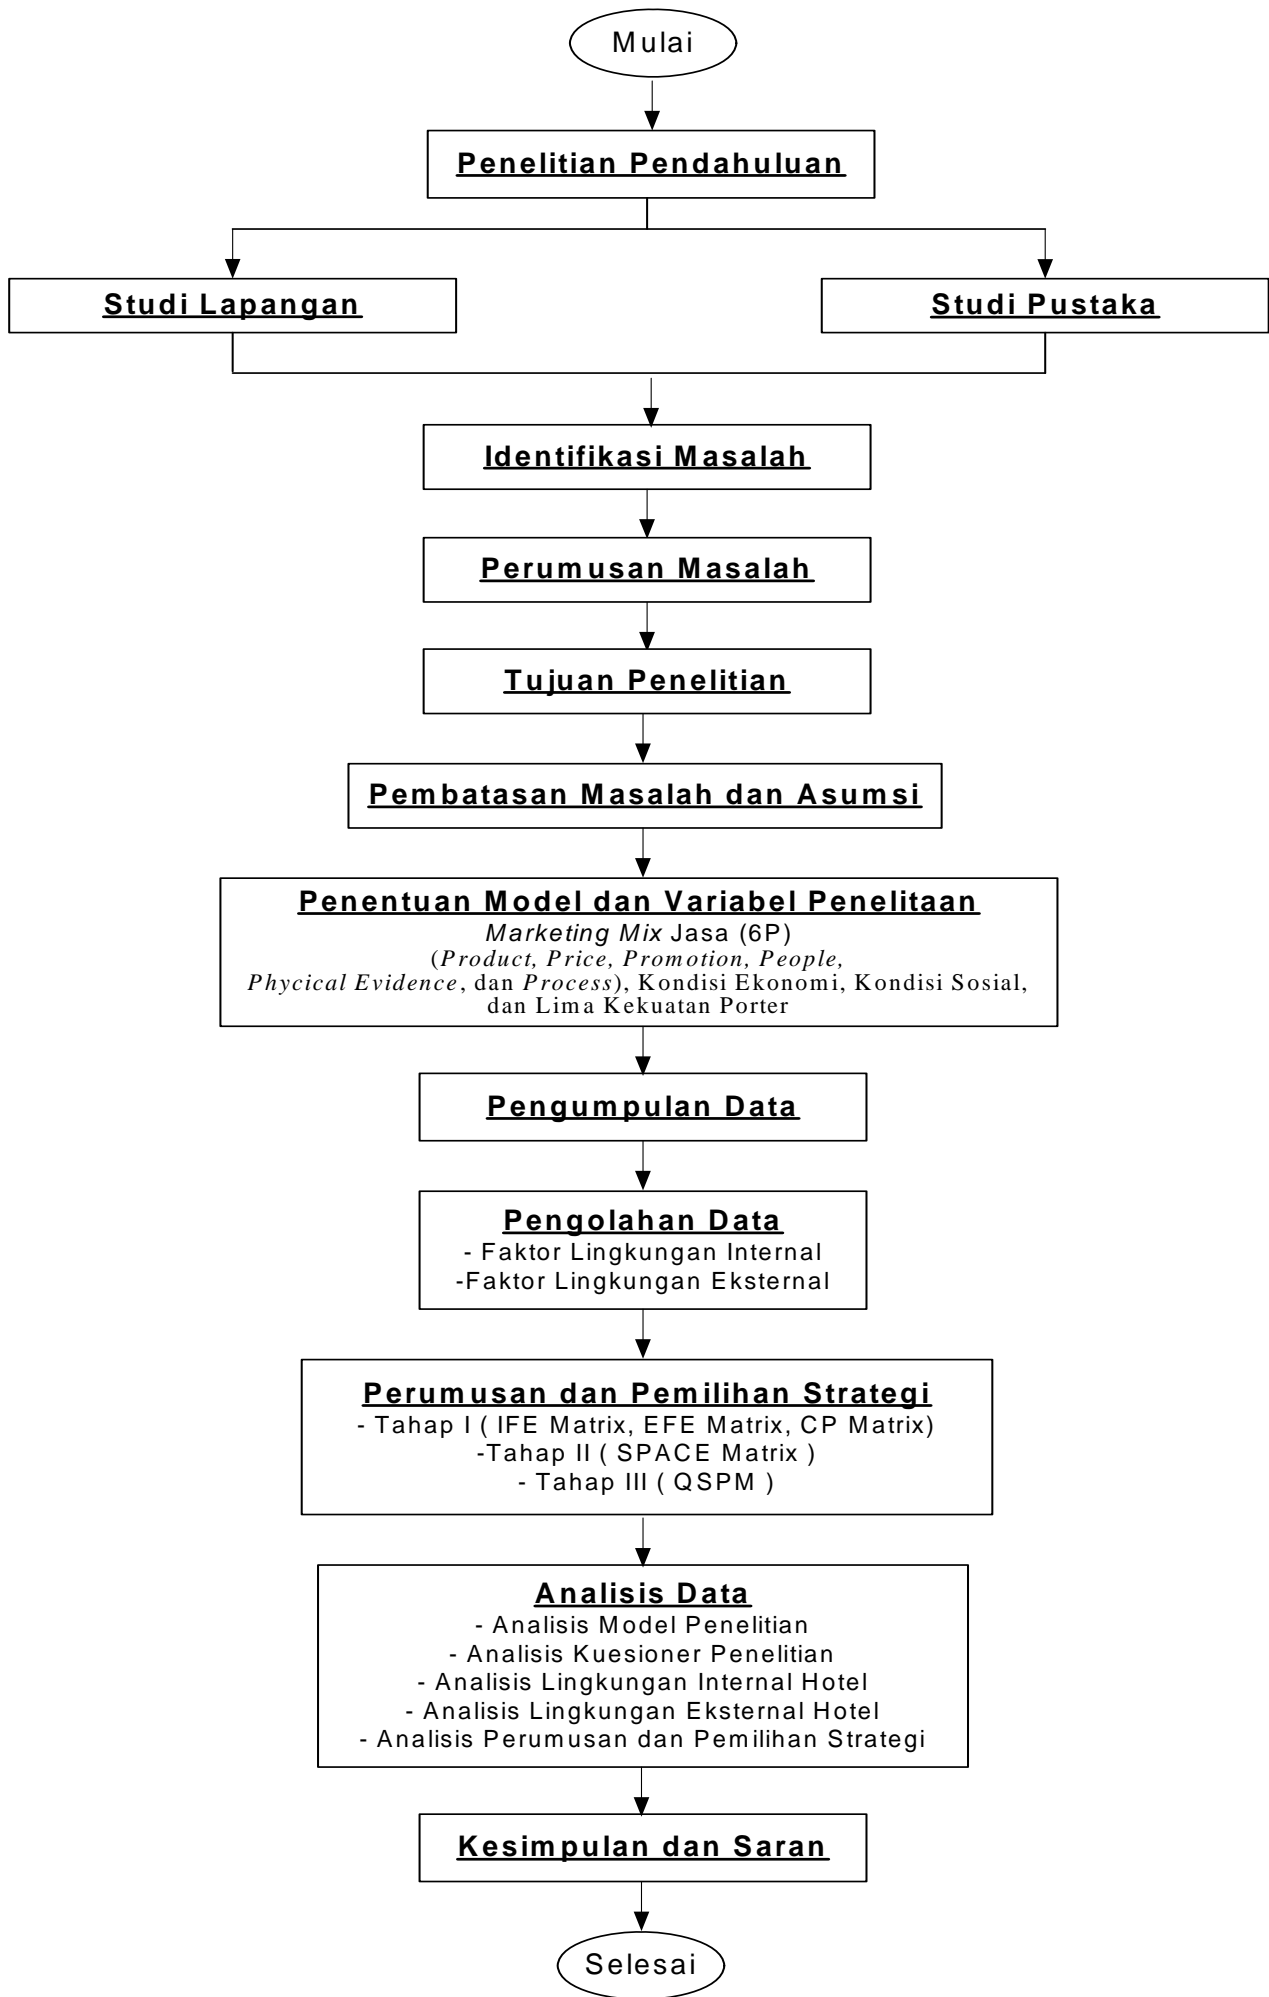 Mulai
Penelitian Pendahuluan
Studi Lapangan
Studi Pustaka
Identifikasi Masalah
Perumusan Masalah
Tujuan Penelitian
Pembatasan Masalah dan Asumsi
Penentuan Model dan Variabel Penelitaan
Marketing Mix Jasa (6P)
(Product, Price, Promotion, People,
Phycical Evidence, dan Process), Kondisi Ekonomi, Kondisi Sosial,
dan Lima Kekuatan Porter
Pengumpulan Data
Pengolahan Data
- Faktor Lingkungan Internal
-Faktor Lingkungan Eksternal
Perumusan dan Pemilihan Strategi
- Tahap I ( IFE Matrix, EFE Matrix, CP Matrix)
-Tahap II ( SPACE Matrix )
- Tahap III ( QSPM )
Analisis Data
- Analisis Model Penelitian
- Analisis Kuesioner Penelitian
- Analisis Lingkungan Internal Hotel
- Analisis Lingkungan Eksternal Hotel
- Analisis Perumusan dan Pemilihan Strategi
Kesimpulan dan Saran
Selesai